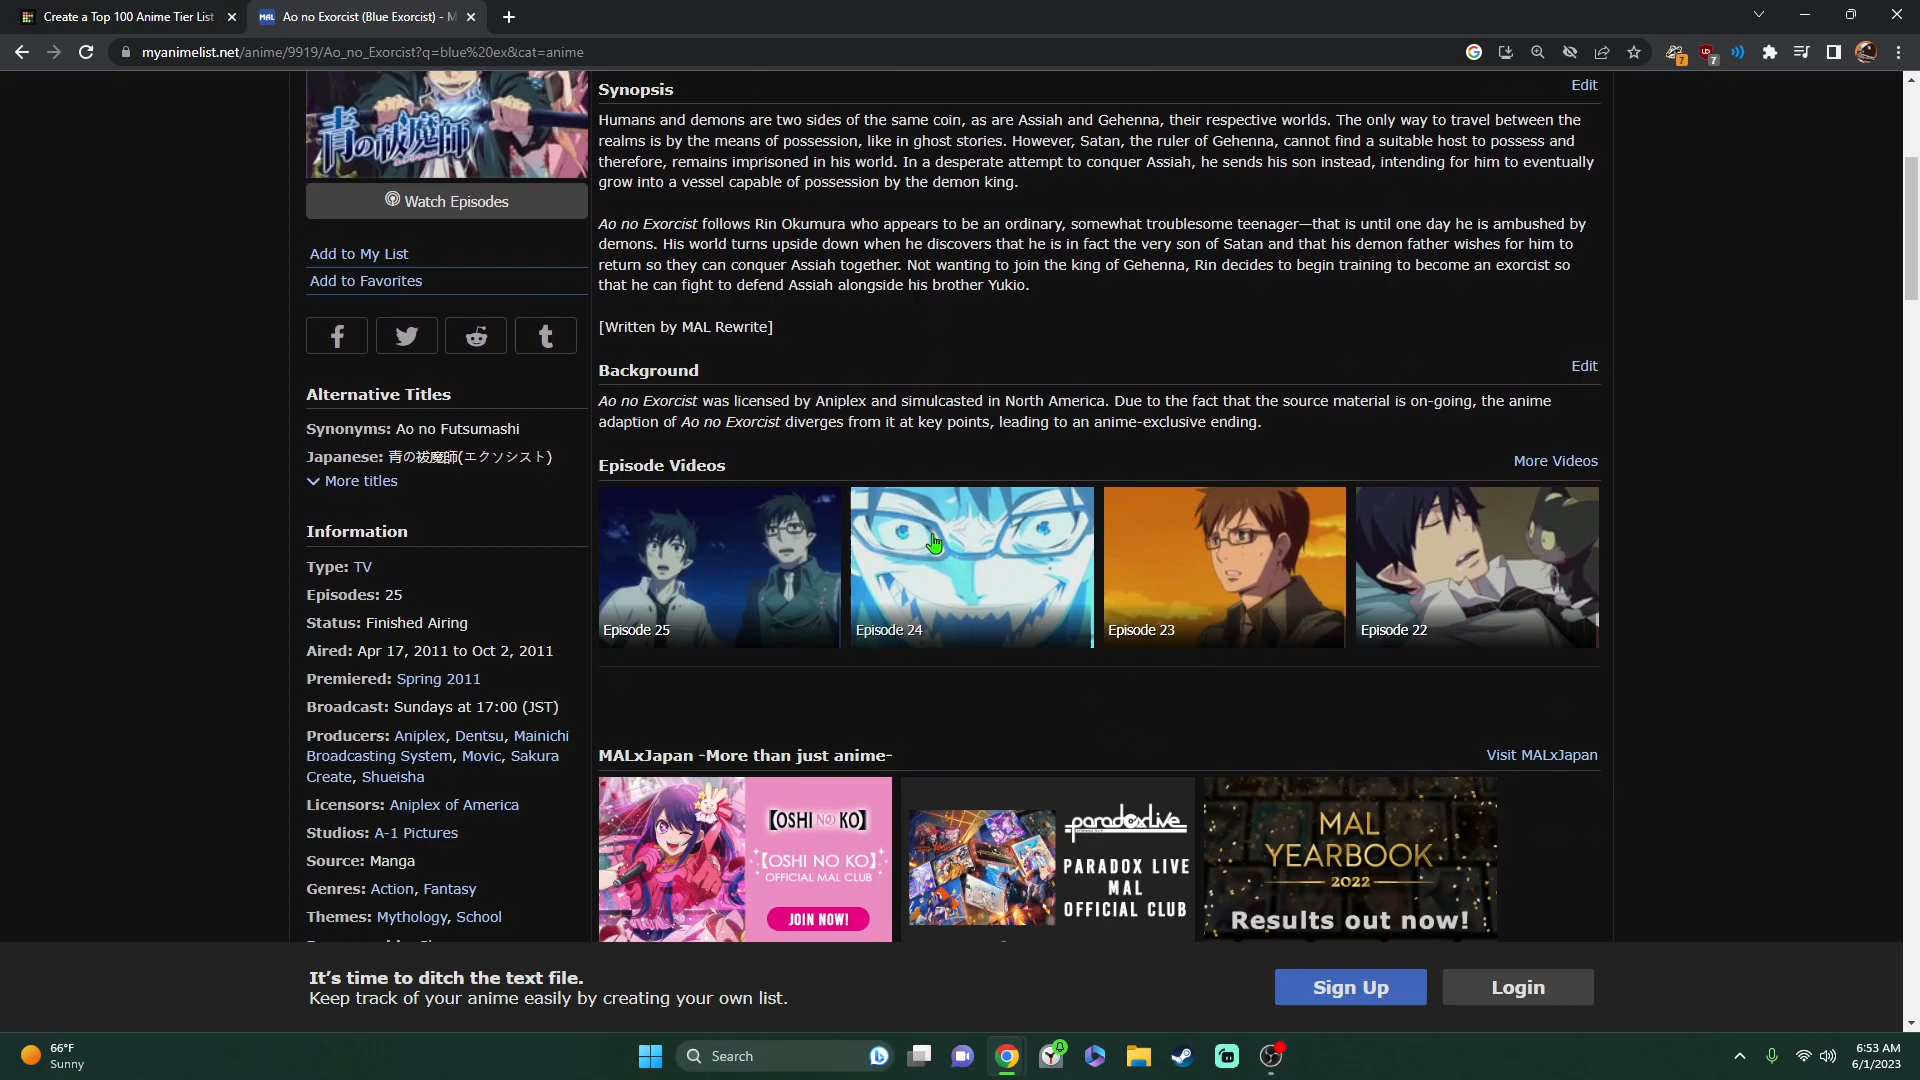 Create a Top 100 Anime Tier List
MAL Ao no Exorcist (Blue Exorcist) - M
myanimelist.net/anime/9919/Ao_no_Exorcist?q=blue%20ex&cat=anime
7
7
青の祓魔師
Watch Episodes
Add to My List
Add to Favorites
Alternative Titles
Synonyms: Ao no Futsumashi
Japanese: 青の祓魔師(エクソシスト)
More titles
Information
Type: TV
Episodes: 25
Status: Finished Airing
Aired: Apr 17, 2011 to Oct 2, 2011
Premiered: Spring 2011
Broadcast: Sundays at 17:00 (JST)
Producers: Aniplex, Dentsu, Mainichi
Broadcasting System, Movic, Sakura
Create, Shueisha
Licensors: Aniplex of America
Studios: A-1 Pictures
Source: Manga
Genres: Action, Fantasy
Themes: Mythology, School
Synopsis
Edit
Humans and demons are two sides of the same coin, as are Assiah and Gehenna, their respective worlds. The only way to travel between the
realms is by the means of possession, like in ghost stories. However, Satan, the ruler of Gehenna, cannot find a suitable host to possess and
therefore, remains imprisoned in his world. In a desperate attempt to conquer Assiah, he sends his son instead, intending for him to eventually
grow into a vessel capable of possession by the demon king.
Ao no Exorcist follows Rin Okumura who appears to be an ordinary, somewhat troublesome teenager—that is until one day he is ambushed by
demons. His world turns upside down when he discovers that he is in fact the very son of Satan and that his demon father wishes for him to
return so they can conquer Assiah together. Not wanting to join the king of Gehenna, Rin decides to begin training to become an exorcist so
that he can fight to defend Assiah alongside his brother Yukio.
[Written by MAL Rewrite]
Background
Edit
Ao no Exorcist was licensed by Aniplex and simulcasted in North America. Due to the fact that the source material is on-going, the anime
adaption of Ao no Exorcist diverges from it at key points, leading to an anime-exclusive ending.
Episode Videos
More Videos
Episode 25
Episode 24
Episode 23
Episode 22
MALxJapan -More than just anime-
Visit MALxJapan
【OSHI NO KO】
【OSHI NO KO】
OFFICIAL MAL CLUB
JOIN NOW!
paradoxLive
PARADOX LIVE
MAL
OFFICIAL CLUB
MAL
YEARBOOK
2022
Results out now!
It's time to ditch the text file.
Keep track of your anime easily by creating your own list.
Sign Up
Login
66°F
Sunny
Search
6:53 AM
6/1/2023